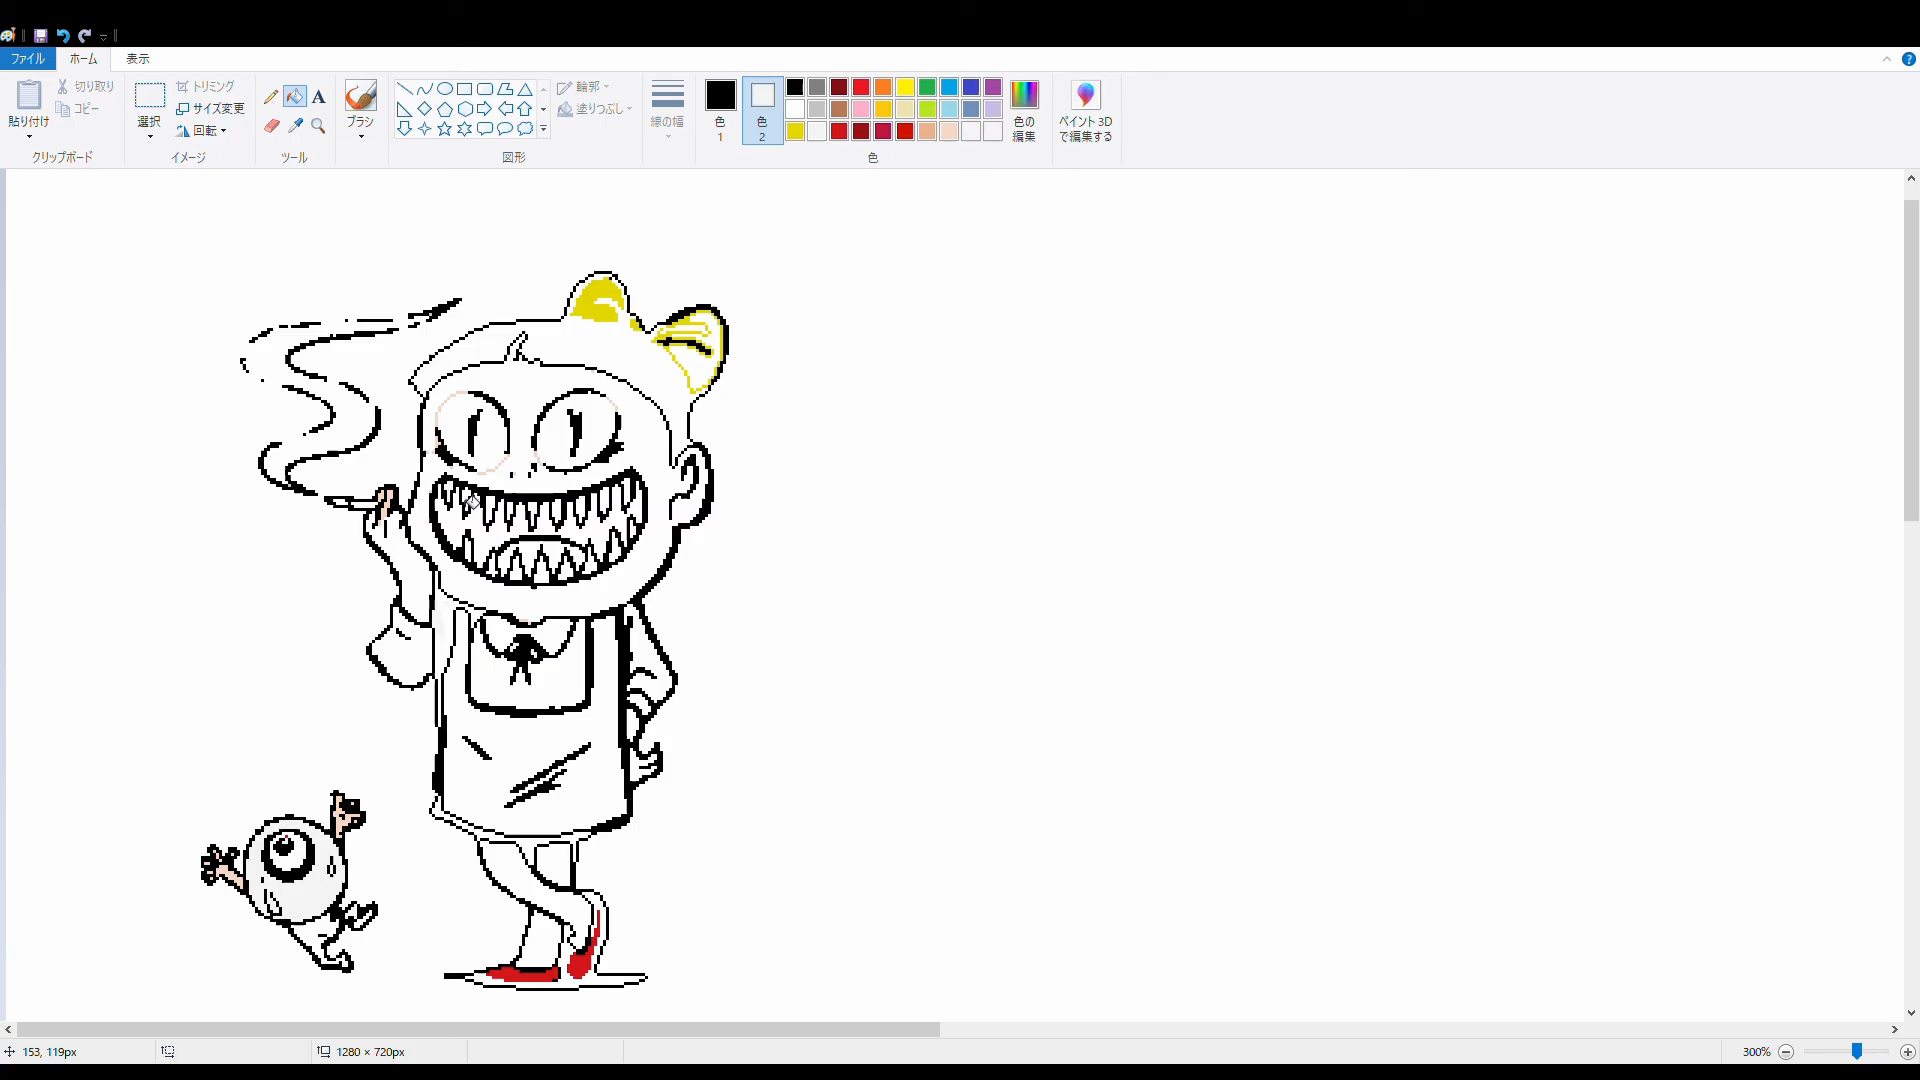 ファイル ホーム 表示
貼り付け
切り取り
コピー
クリップボード
選択
トリミング
サイズ変更
回転
イメージ
A
ツール
ブラシ
輪郭
塗りつぶし
図形
線の幅
色
1
色
2
色の
編集
色
ペイント 3D
で編集する
?
153, 119px
1280 × 720px
300%